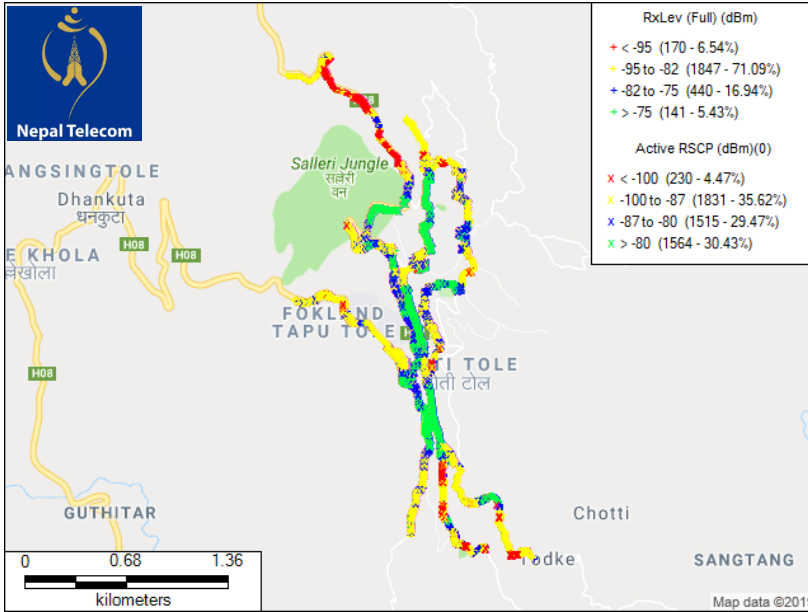 Nepal Telecom
RxLev (Full) (dBm)
+ < -95 (170 - 6.54%)
+ -95 to -82 (1847 - 71.09%)
+ -82 to -75 (440 - 16.94%)
+ > -75 (141 - 5.43%)
Active RSCP (dBm)(0)
x < -100 (230 - 4.47%)
x -100 to -87 (1831 - 35.62%)
x -87 to -80 (1515 - 29.47%)
x > -80 (1564 - 30.43%)
H08
Salleri Jungle
सल्लेरी
वन
ANGSINGTOLE
Dhankuta
धनकुटा
H08
H08
E KHOLA
लेखोला
FOKLAND
TAPU TOLE
H08
TI TOLE
ोती टोल
GUTHITAR
Chotti
Todke
SANGTANG
0 0.68 1.36
kilometers
Map data ©201